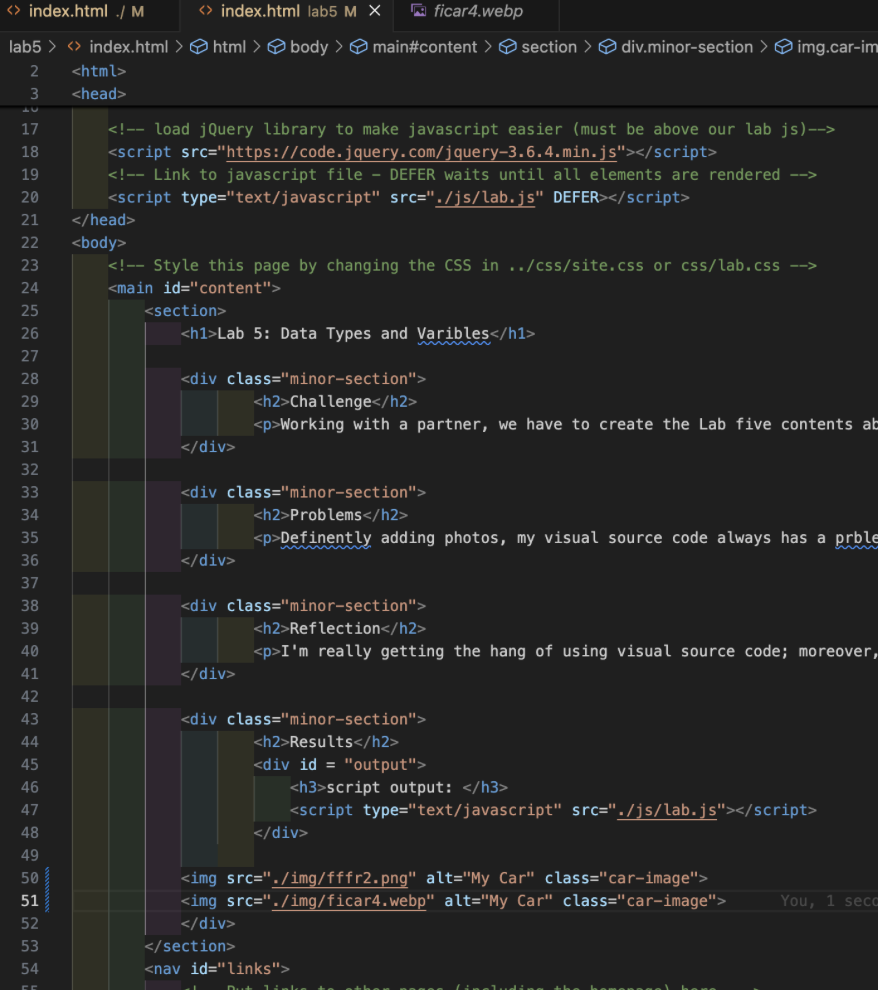 <> index.html ./ M <> index.html lab5 M × ficar4.webp
lab5 > <> index.html > html > body > main#content > section > div.minor-section > img.car-im
2 <html>
3 <head>
16
17 <!-- load jQuery library to make javascript easier (must be above our lab js)-->
18 <script src="https://code.jquery.com/jquery-3.6.4.min.js"></script>
19 <!-- Link to javascript file - DEFER waits until all elements are rendered -->
20 <script type="text/javascript" src="./js/lab.js" DEFER></script>
21 </head>
22 <body>
23 <!-- Style this page by changing the CSS in ../css/site.css or css/lab.css -->
24 <main id="content">
25 <section>
26 <h1>Lab 5: Data Types and Varibles</h1>
27
28 <div class="minor-section">
29 <h2>Challenge</h2>
30 <p>Working with a partner, we have to create the Lab five contents ab
31 </div>
32
33 <div class="minor-section">
34 <h2>Problems</h2>
35 <p>Definently adding photos, my visual source code always has a prble
36 </div>
37
38 <div class="minor-section">
39 <h2>Reflection</h2>
40 <p>I'm really getting the hang of using visual source code; moreover,
41 </div>
42
43 <div class="minor-section">
44 <h2>Results</h2>
45 <div id = "output">
46 <h3>script output: </h3>
47 <script type="text/javascript" src="./js/lab.js"></script>
48 </div>
49
50 <img src="./img/fffr2.png" alt="My Car" class="car-image">
51 <img src="./img/ficar4.webp" alt="My Car" class="car-image"> You, 1 seco
52 </div>
53 </section>
54 <nav id="links">
55 <!-- Put links to other pages (including the homepage) here -->